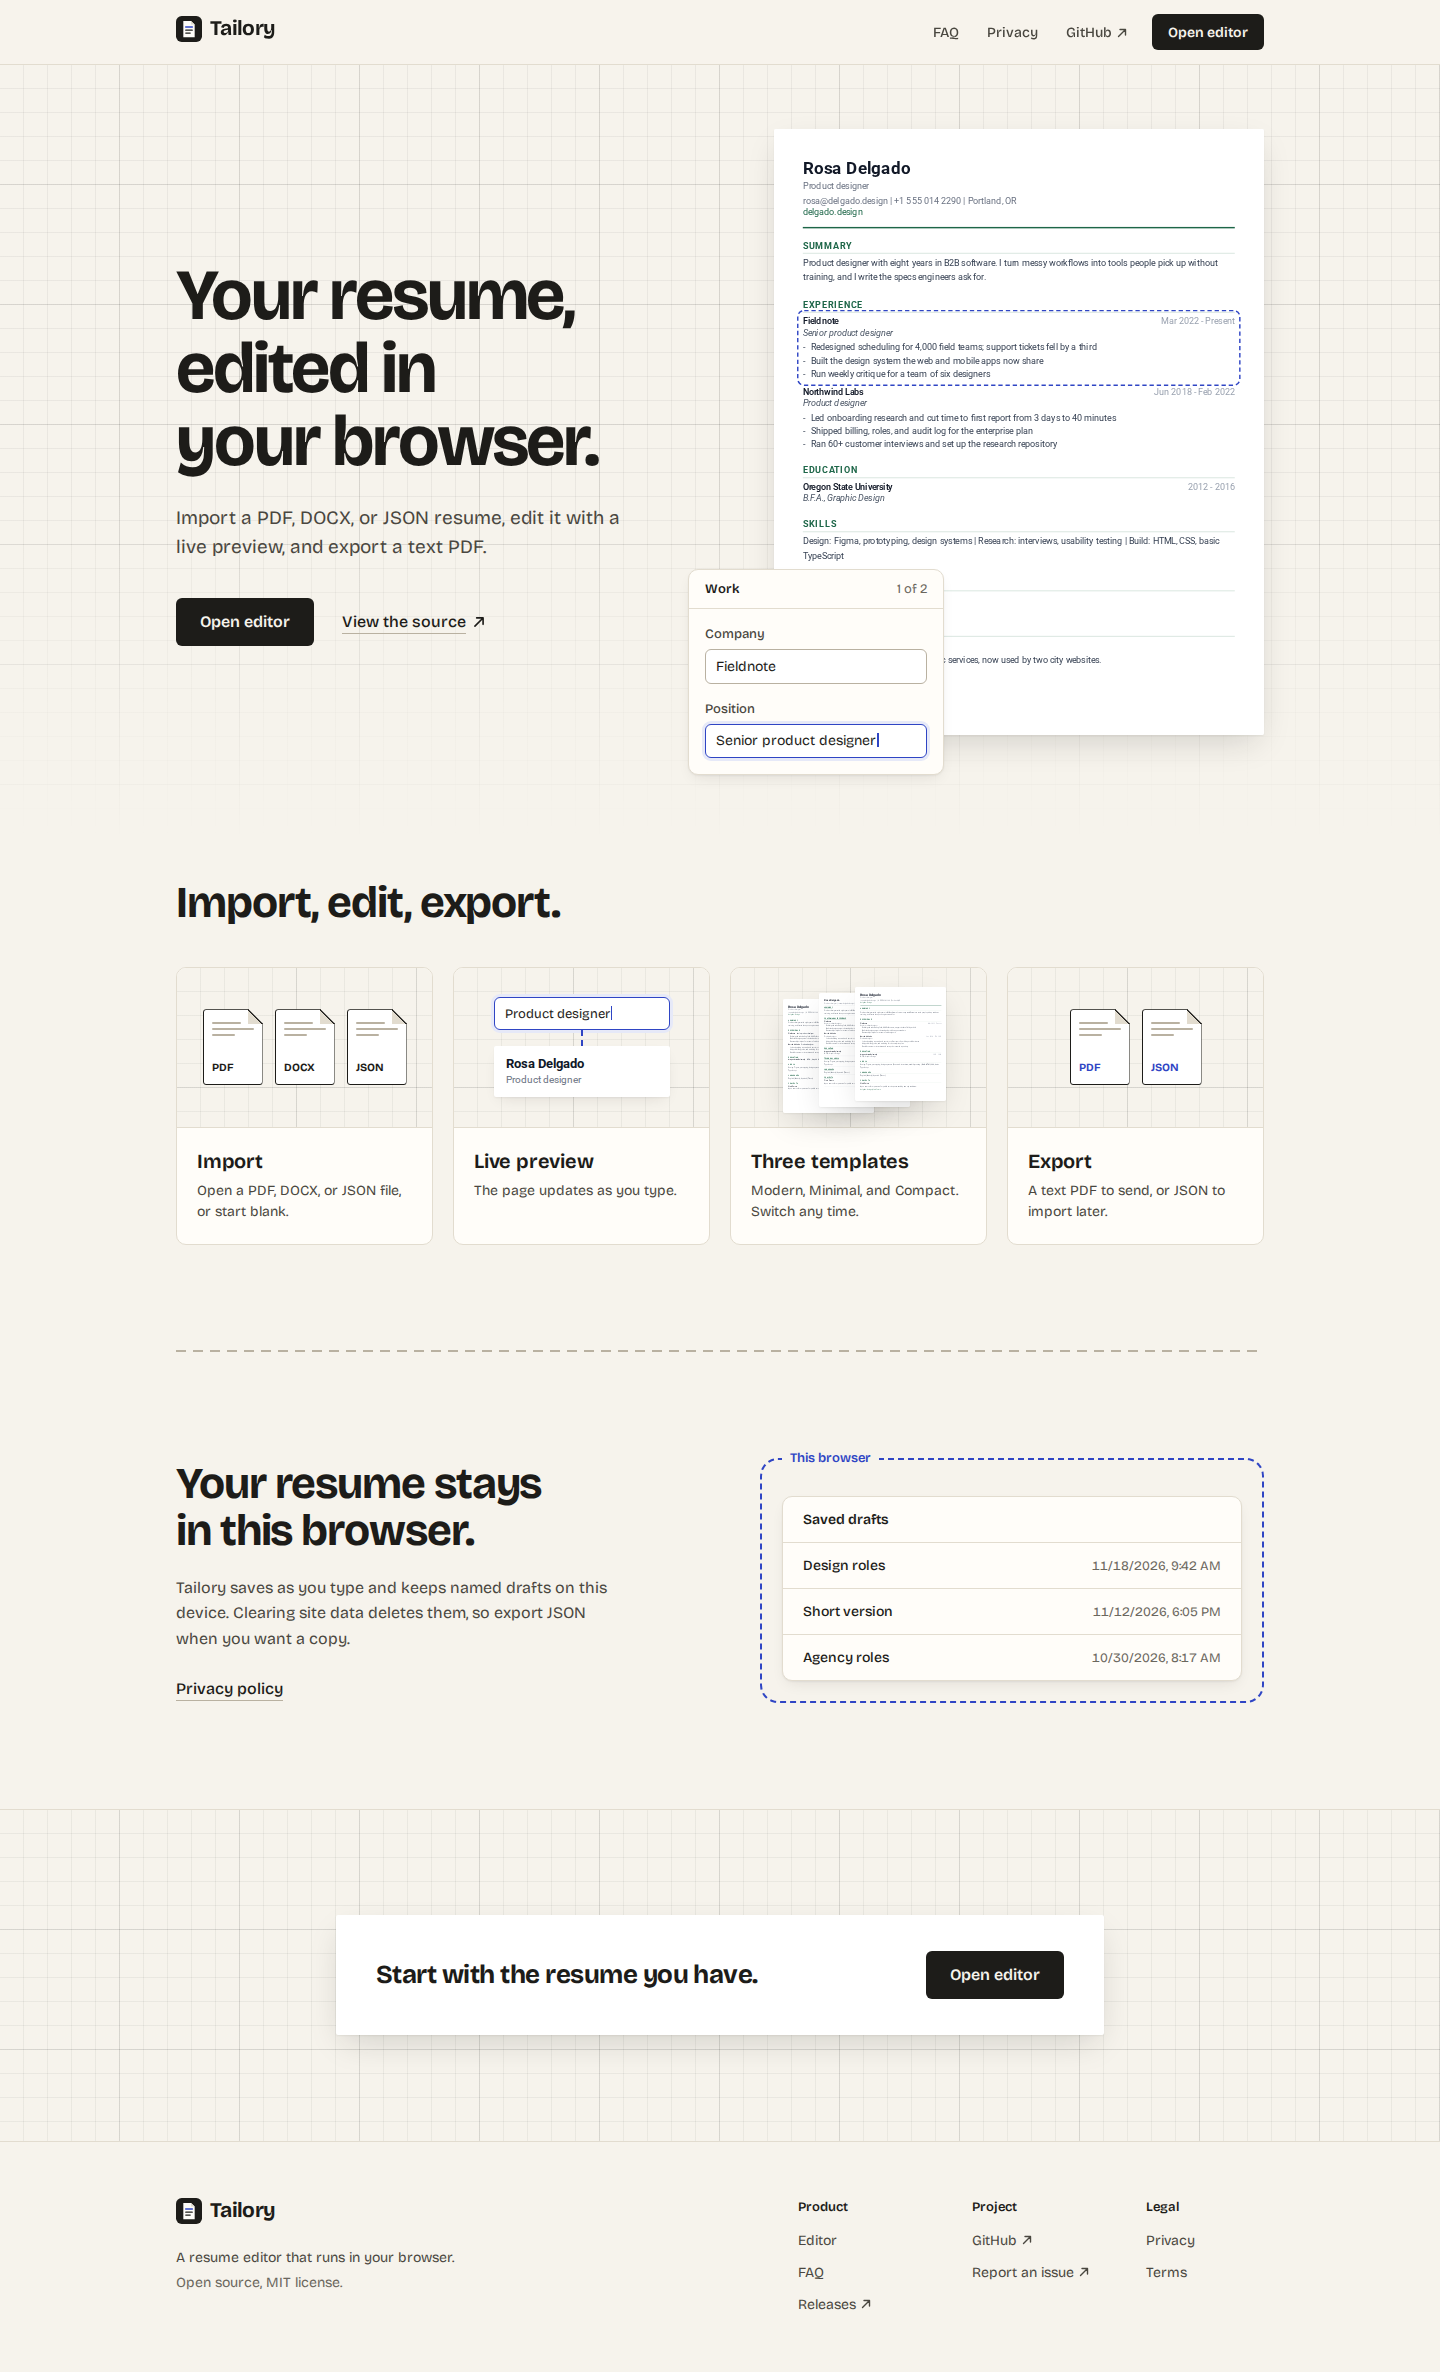 Tailory
FAQ
Privacy
GitHub ↗
Open editor
Your resume,
edited in
your browser.
Import a PDF, DOCX, or JSON resume, edit it with a
live preview, and export a text PDF.
Open editor
View the source ↗
Rosa Delgado
Product designer
rosa@delgado.design | +1 555 014 2290 | Portland, OR
delgado.design
SUMMARY
Product designer with eight years in B2B software. I turn messy workflows into tools people pick up without
training, and I write the specs engineers ask for.
EXPERIENCE
Fieldnote Mar 2022 - Present
Senior product designer
- Redesigned scheduling for 4,000 field teams; support tickets fell by a third
- Built the design system the web and mobile apps now share
- Run weekly critique for a team of six designers
Northwind Labs Jun 2018 - Feb 2022
Product designer
- Led onboarding research and cut time to first report from 3 days to 40 minutes
- Shipped billing, roles, and audit log for the enterprise plan
- Ran 60+ customer interviews and set up the research repository
EDUCATION
Oregon State University 2012 - 2016
B.F.A., Graphic Design
SKILLS
Design: Figma, prototyping, design systems | Research: interviews, usability testing | Build: HTML, CSS, basic
TypeScript
services, now used by two city websites.
Work 1 of 2
Company
Fieldnote
Position
Senior product designer
Import, edit, export.
PDF
DOCX
JSON
Import
Open a PDF, DOCX, or JSON file,
or start blank.
Product designer
Rosa Delgado
Product designer
Live preview
The page updates as you type.
Rosa Delgado
Rosa Delgado
Rosa Delgado
Three templates
Modern, Minimal, and Compact.
Switch any time.
PDF
JSON
Export
A text PDF to send, or JSON to
import later.
Your resume stays
in this browser.
Tailory saves as you type and keeps named drafts on this
device. Clearing site data deletes them, so export JSON
when you want a copy.
Privacy policy
This browser
Saved drafts
Design roles 11/18/2026, 9:42 AM
Short version 11/12/2026, 6:05 PM
Agency roles 10/30/2026, 8:17 AM
Start with the resume you have.
Open editor
Tailory
A resume editor that runs in your browser.
Open source, MIT license.
Product
Editor
FAQ
Releases ↗
Project
GitHub ↗
Report an issue ↗
Legal
Privacy
Terms